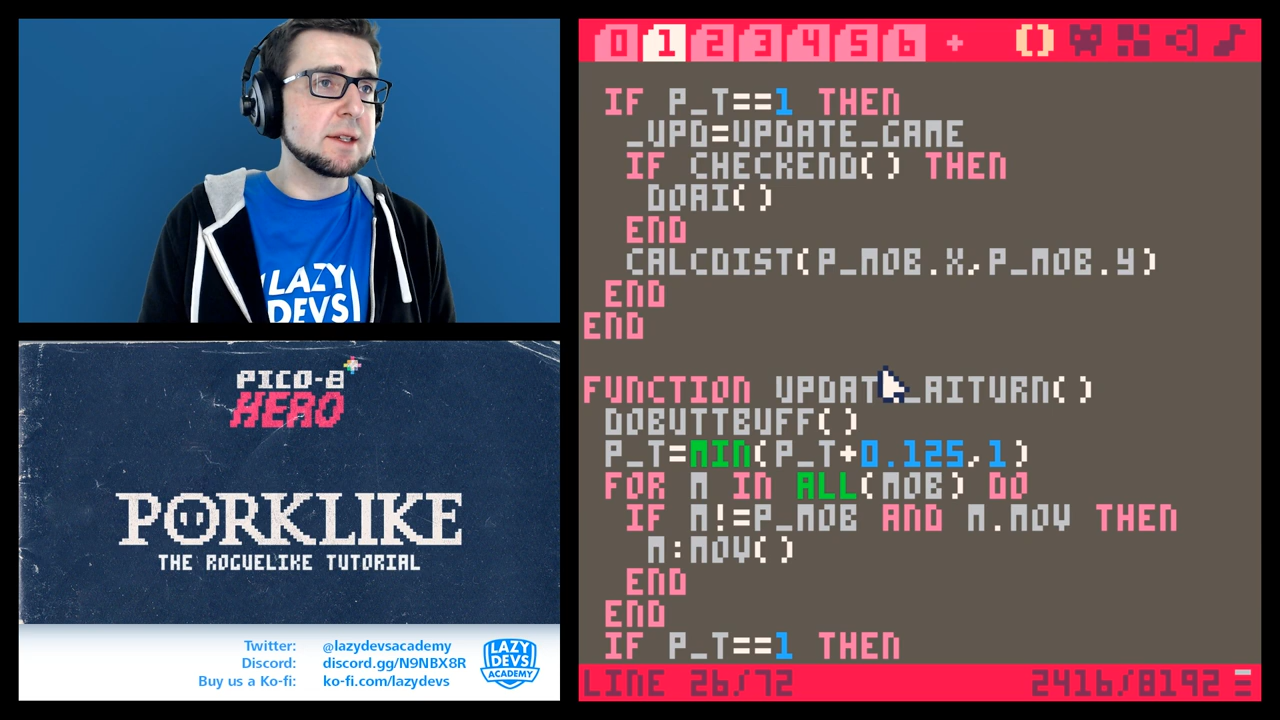 LAZY
DEVS
PICO-8
HERO
PORKLIKE
THE ROGUELIKE TUTORIAL
Twitter: @lazydevsacademy
Discord: discord.gg/N9NBX8R
Buy us a Ko-fi: ko-fi.com/lazydevs
LAZY
DEVS
ACADEMY
0 1 2 3 4 5 6 + ()
IF P_T==1 THEN
_UPD=UPDATE_GAME
IF CHECKEND() THEN
DOAI()
END
CALCDIST(P_MOB.X,P_MOB.Y)
END
END
FUNCTION UPDATE_AITURN()
DOBUTTBUFF()
P_T=MIN(P_T+0.125,1)
FOR M IN ALL(MOB) DO
IF M!=P_MOB AND M.MOV THEN
M:MOV()
END
END
IF P_T==1 THEN
LINE 26/72
2416/8192